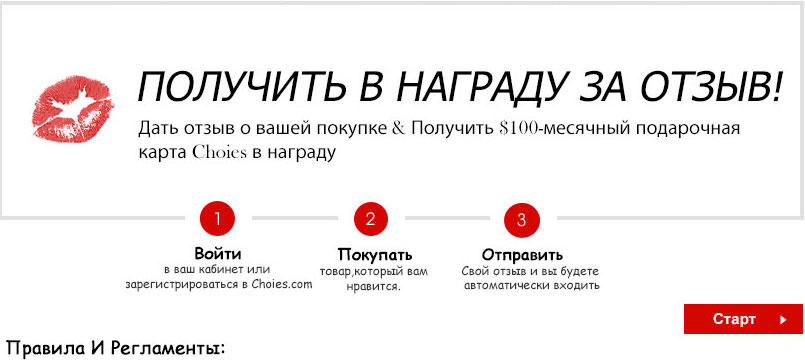 ПОЛУЧИТЬ В НАГРАДУ ЗА ОТЗЫВ!
Дать отзыв о вашей покупке & Получить $100-месячный подарочная
карта Choies в награду
1
Войти
в ваш кабинет или
зарегистрироваться в Choies.com
2
Покупать
товар,который вам
нравится.
3
Отправить
Свой отзыв и вы будете
автоматически входить
Старт
Правила И Регламенты: